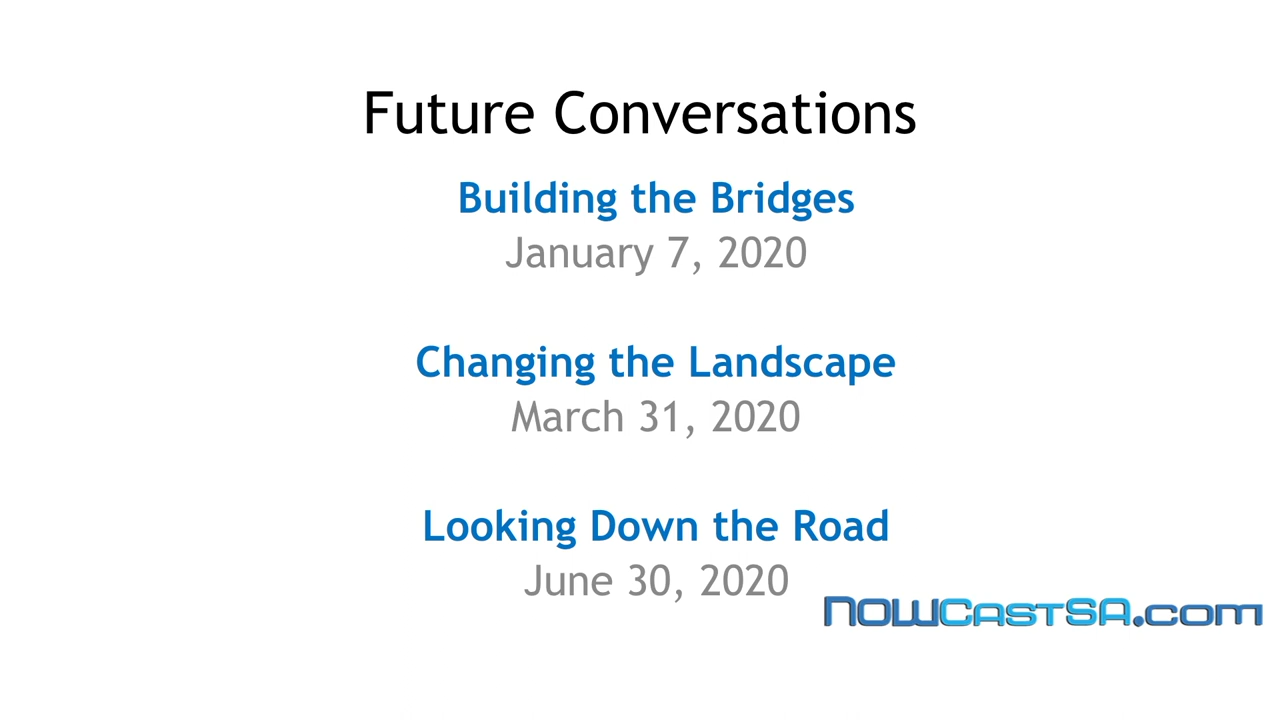 Future Conversations
Building the Bridges
January 7, 2020
Changing the Landscape
March 31, 2020
Looking Down the Road
June 30, 2020
NOWCastSA.com